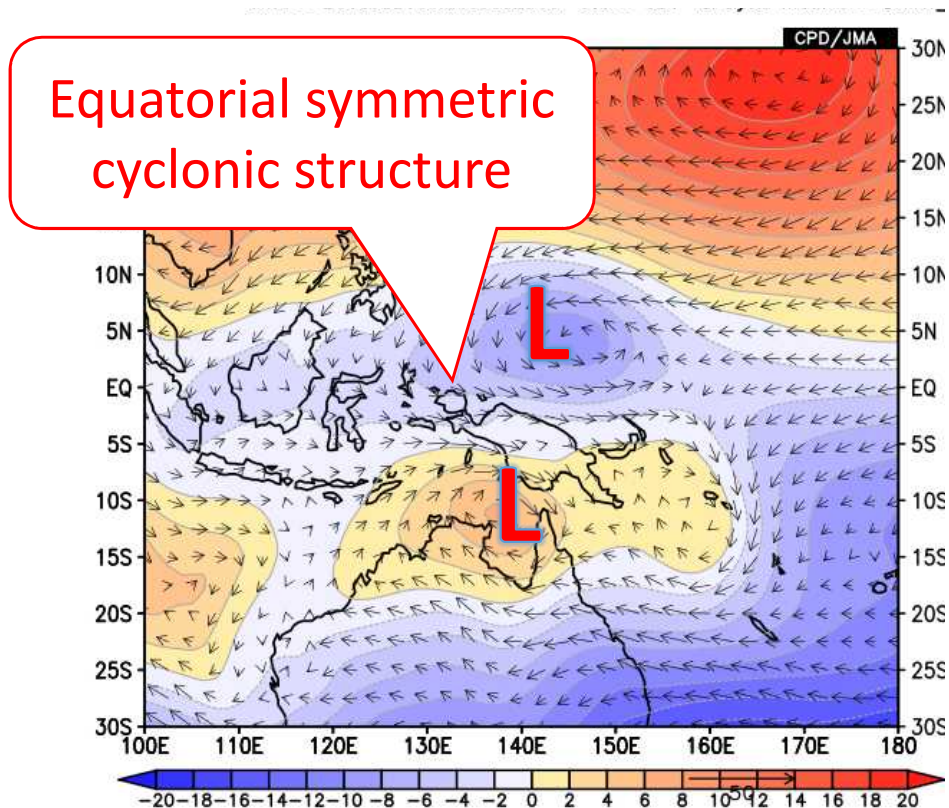 CPD/JMA
Equatorial symmetric
cyclonic structure
30N
25N
20N
15N
10N
10N
5N
5N
EQ
EQ
5S
5S
10S
10S
15S
15S
20S
20S
25S
25S
30S
30S
L
L
100E 110E 120E 130E 140E 150E 160E 170E 180
50
-20 -18 -16 -14 -12 -10 -8 -6 -4 -2 0 2 4 6 8 10 12 14 16 18 20